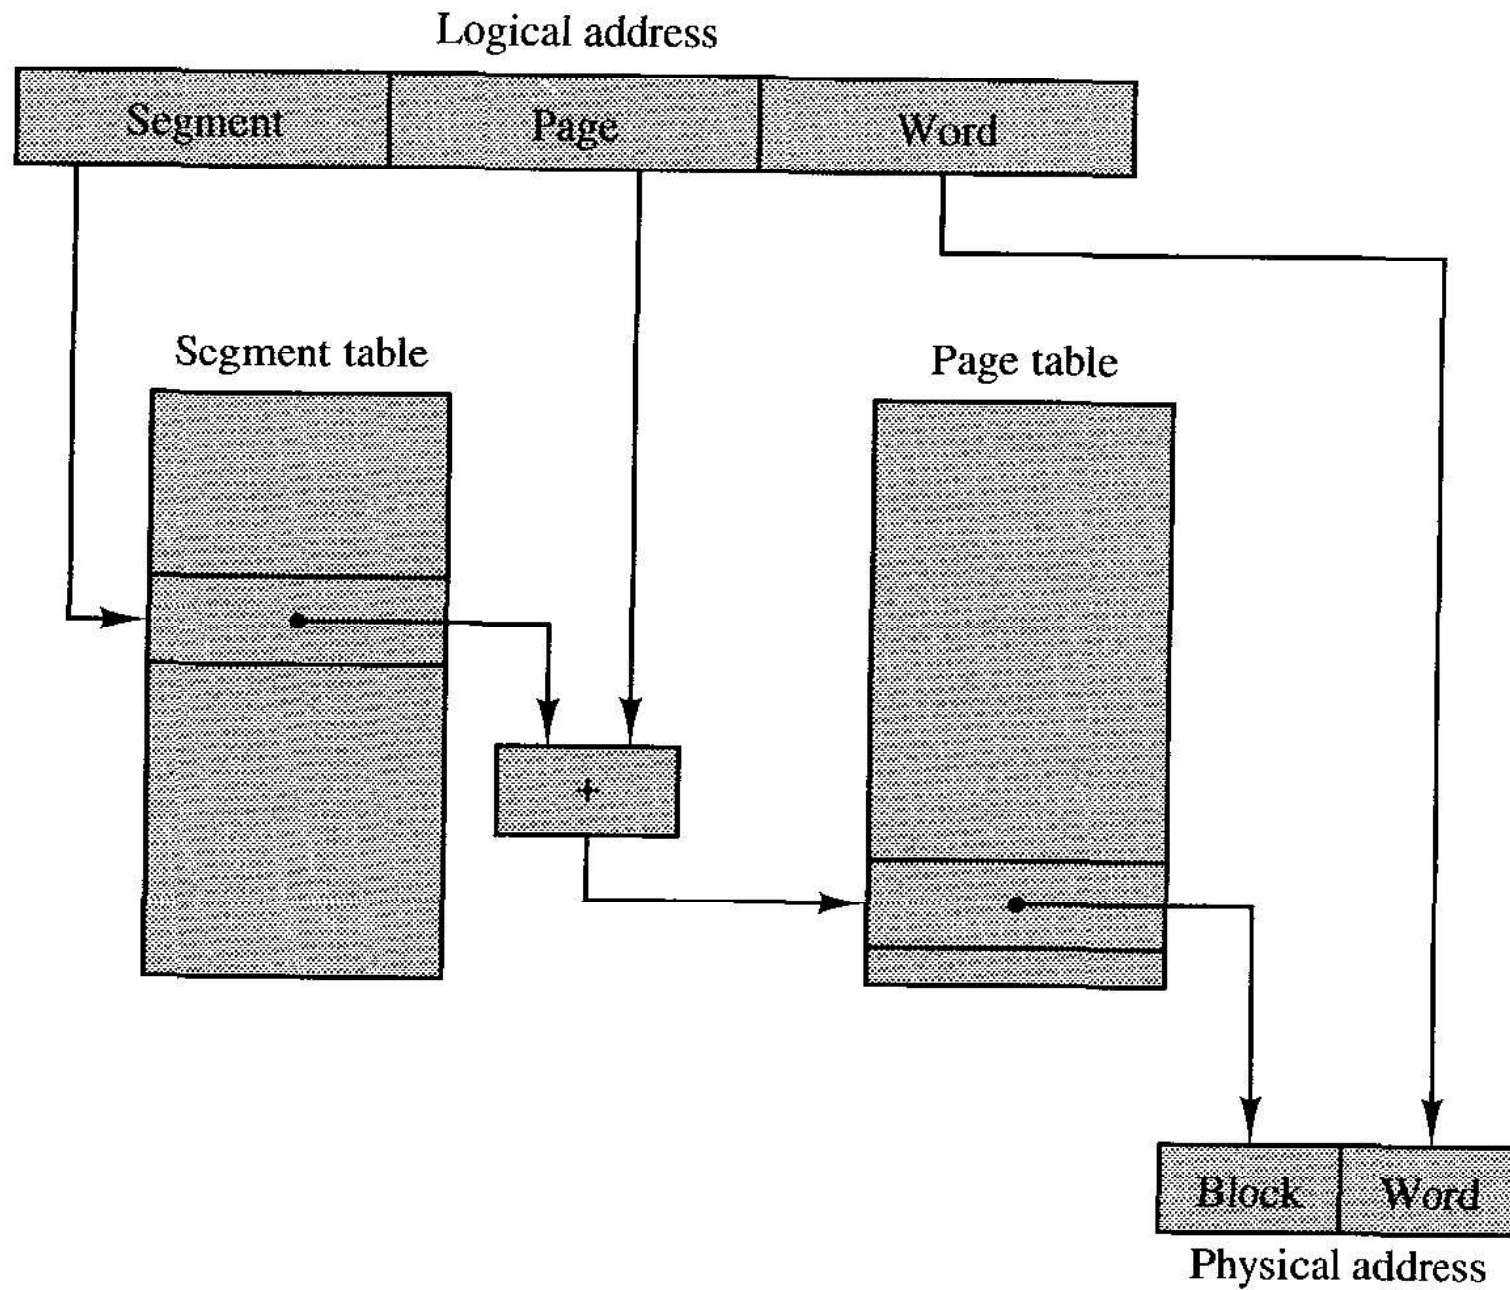 Logical address
Segment Page Word
Segment table
Page table
+
Block Word
Physical address